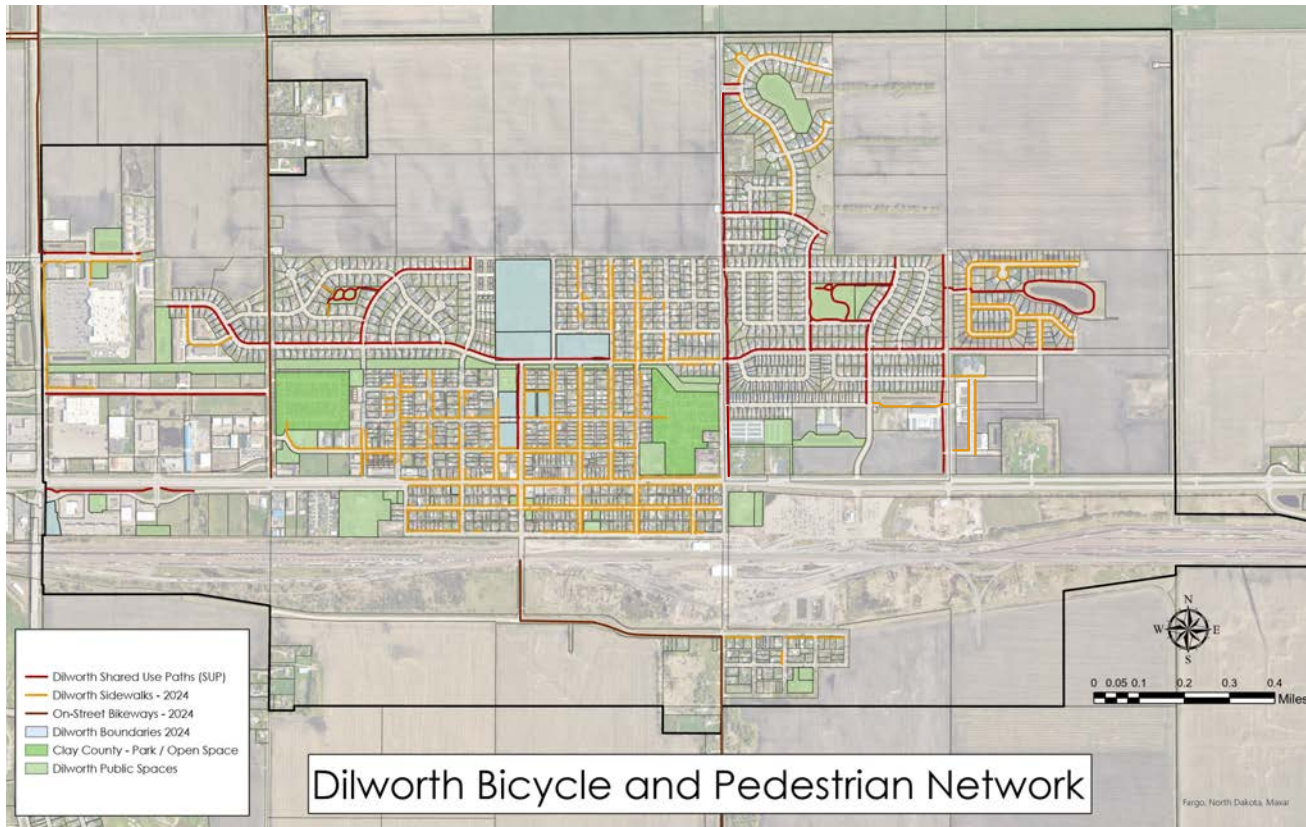 N
W E
S
0 0.05 0.1 0.2 0.3 0.4
Miles
Dilworth Shared Use Paths (SUP)
Dilworth Sidewalks - 2024
On-Street Bikeways - 2024
Dilworth Boundaries 2024
Clay County - Park / Open Space
Dilworth Public Spaces
Dilworth Bicycle and Pedestrian Network
Fargo, North Dakota, Maxar